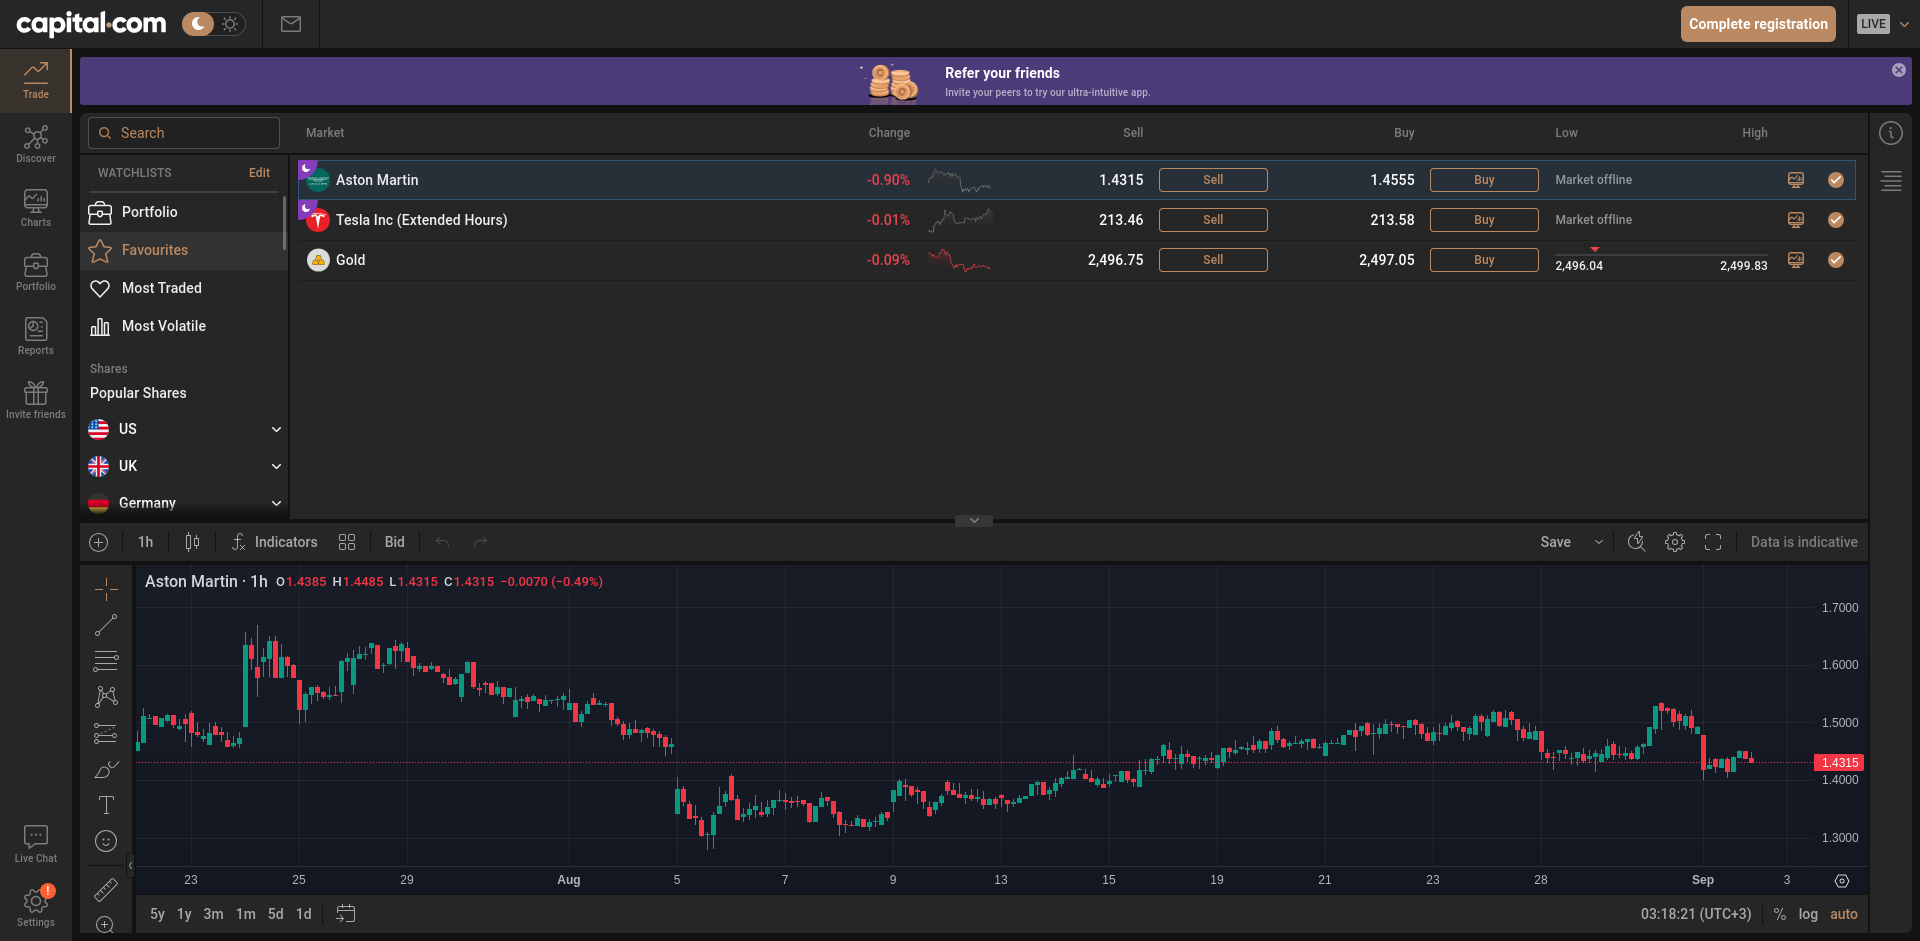 capital.com
Complete registration
LIVE
Refer your friends
Invite your peers to try our ultra-intuitive app.
Trade
Discover
Charts
Portfolio
Reports
Invite friends
Live Chat
!
Settings
Search
WATCHLISTS Edit
Portfolio
Favourites
Most Traded
Most Volatile
Shares
Popular Shares
US
UK
Germany
Market Change Sell Buy Low High
Aston Martin -0.90% 1.4315 Sell 1.4555 Buy Market offline
Tesla Inc (Extended Hours) -0.01% 213.46 Sell 213.58 Buy Market offline
Gold -0.09% 2,496.75 Sell 2,497.05 Buy 2,496.04 2,499.83
1h Indicators Bid Save Data is indicative
Aston Martin · 1h O1.4385 H1.4485 L1.4315 C1.4315 −0.0070 (−0.49%)
1.7000
1.6000
1.5000
1.4315
1.4000
1.3000
23 25 29 Aug 5 7 9 13 15 19 21 23 28 Sep 3
5y 1y 3m 1m 5d 1d 03:18:21 (UTC+3) % log auto